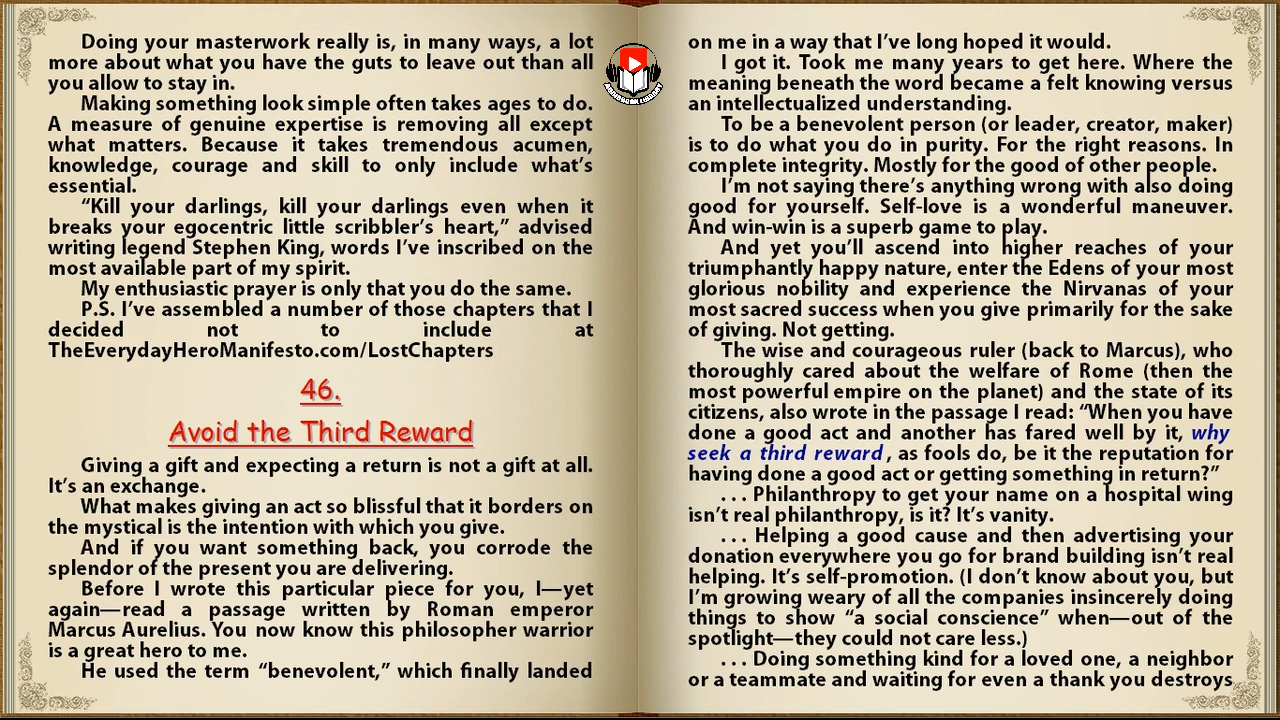 Doing your masterwork really is, in many ways, a lot
more about what you have the guts to leave out than all
you allow to stay in.
Making something look simple often takes ages to do.
A measure of genuine expertise is removing all except
what matters. Because it takes tremendous acumen,
knowledge, courage and skill to only include what’s
essential.
“Kill your darlings, kill your darlings even when it
breaks your egocentric little scribbler’s heart,” advised
writing legend Stephen King, words I’ve inscribed on the
most available part of my spirit.
My enthusiastic prayer is only that you do the same.
P.S. I’ve assembled a number of those chapters that I
decided not to include at
TheEverydayHeroManifesto.com/LostChapters
46.
Avoid the Third Reward
Giving a gift and expecting a return is not a gift at all.
It’s an exchange.
What makes giving an act so blissful that it borders on
the mystical is the intention with which you give.
And if you want something back, you corrode the
splendor of the present you are delivering.
Before I wrote this particular piece for you, I—yet
again—read a passage written by Roman emperor
Marcus Aurelius. You now know this philosopher warrior
is a great hero to me.
He used the term “benevolent,” which finally landed
on me in a way that I’ve long hoped it would.
I got it. Took me many years to get here. Where the
meaning beneath the word became a felt knowing versus
an intellectualized understanding.
To be a benevolent person (or leader, creator, maker)
is to do what you do in purity. For the right reasons. In
complete integrity. Mostly for the good of other people.
I’m not saying there’s anything wrong with also doing
good for yourself. Self-love is a wonderful maneuver.
And win-win is a superb game to play.
And yet you’ll ascend into higher reaches of your
triumphantly happy nature, enter the Edens of your most
glorious nobility and experience the Nirvanas of your
most sacred success when you give primarily for the sake
of giving. Not getting.
The wise and courageous ruler (back to Marcus), who
thoroughly cared about the welfare of Rome (then the
most powerful empire on the planet) and the state of its
citizens, also wrote in the passage I read: “When you have
done a good act and another has fared well by it, why
seek a third reward, as fools do, be it the reputation for
having done a good act or getting something in return?”
. . . Philanthropy to get your name on a hospital wing
isn’t real philanthropy, is it? It’s vanity.
. . . Helping a good cause and then advertising your
donation everywhere you go for brand building isn’t real
helping. It’s self-promotion. (I don’t know about you, but
I’m growing weary of all the companies insincerely doing
things to show “a social conscience” when—out of the
spotlight—they could not care less.)
. . . Doing something kind for a loved one, a neighbor
or a teammate and waiting for even a thank you destroys